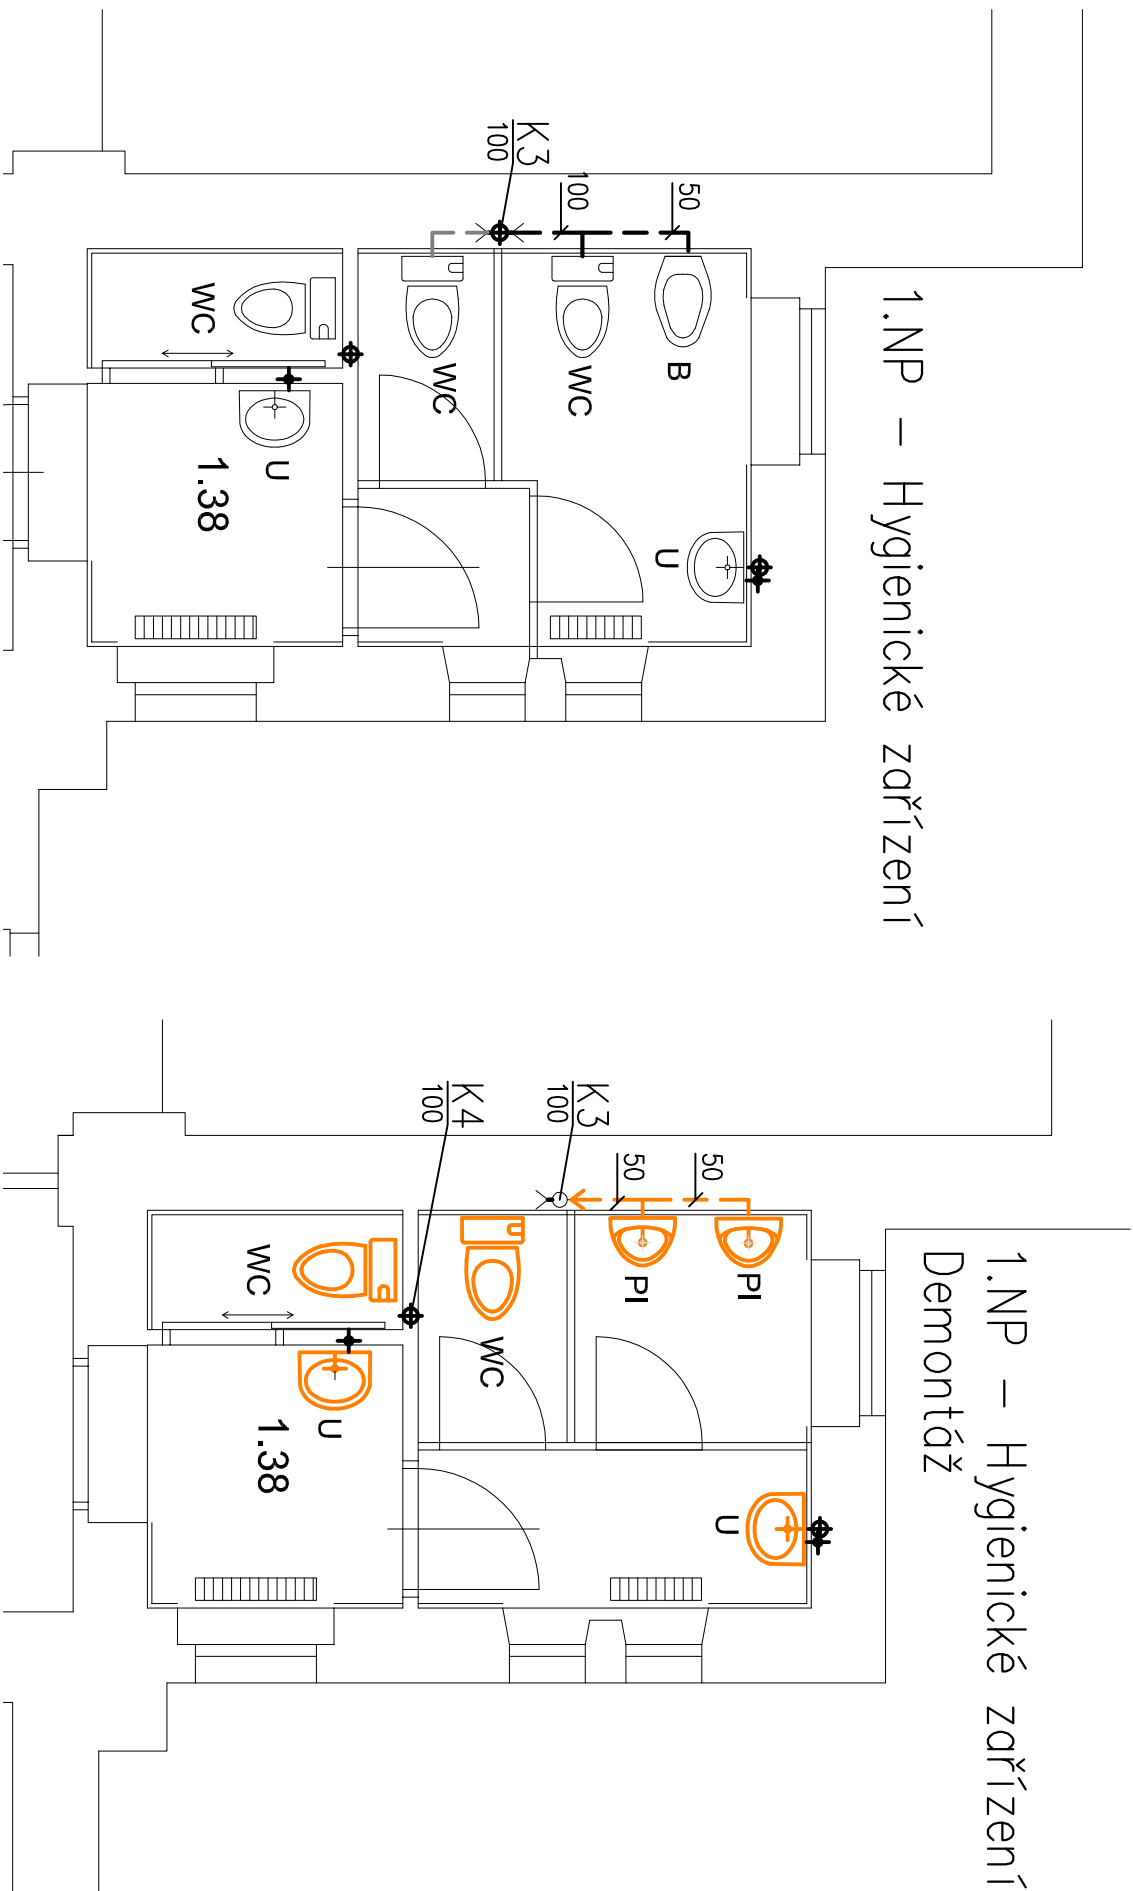 1.NP – Hygienické zařízení
K3
100
100
50
WC
WC
WC
B
U
1.38
U
1.NP – Hygienické zařízení
Demontáž
K4
100
K3
100
50
50
WC
WC
PI
PI
U
1.38
U